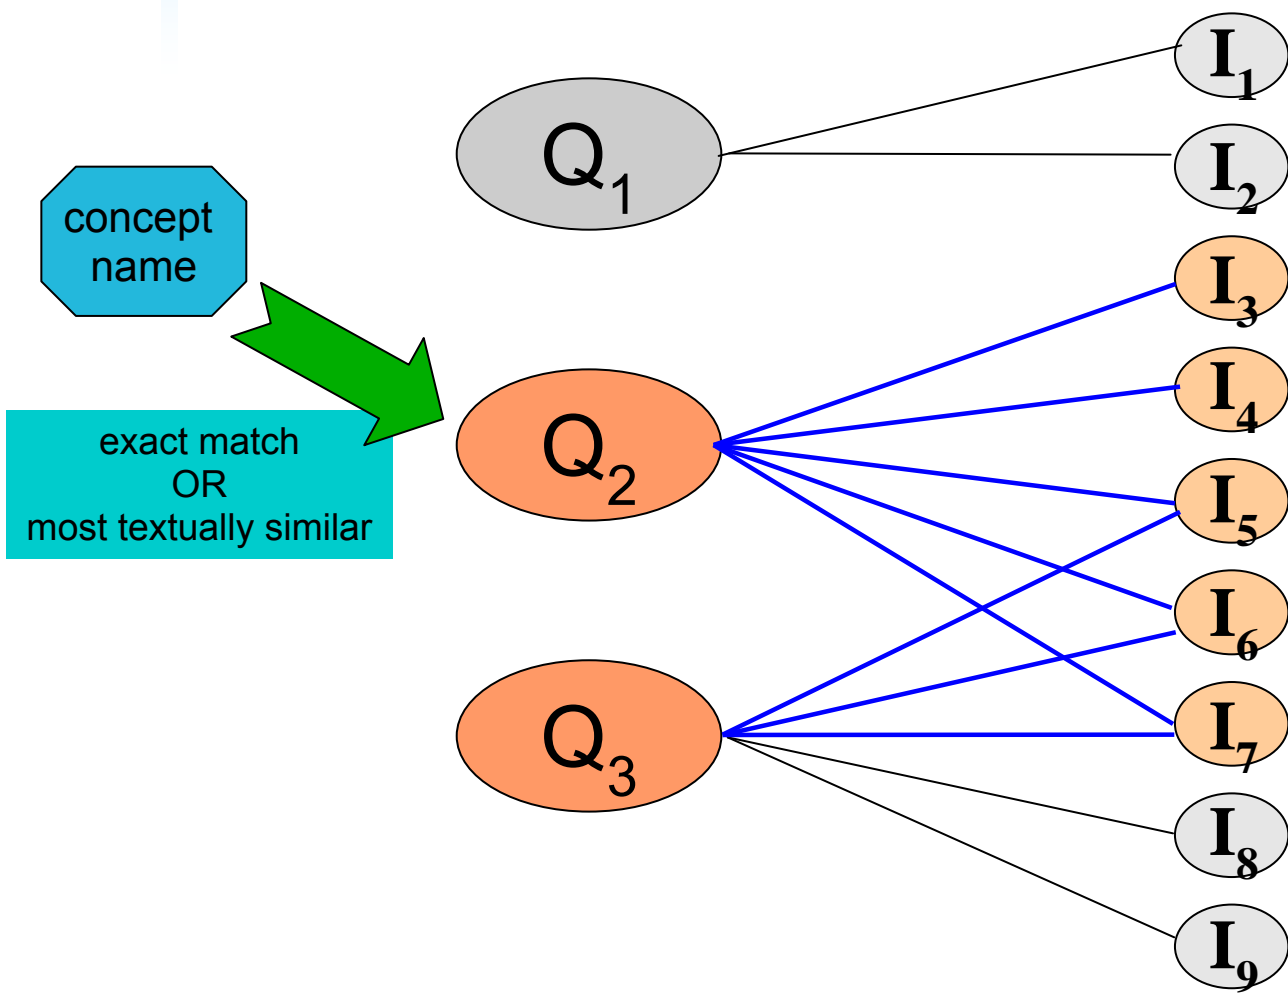 concept
name
exact match
OR
most textually similar
Q₁
Q₂
Q₃
I₁
I₂
I₃
I₄
I₅
I₆
I₇
I₈
I₉